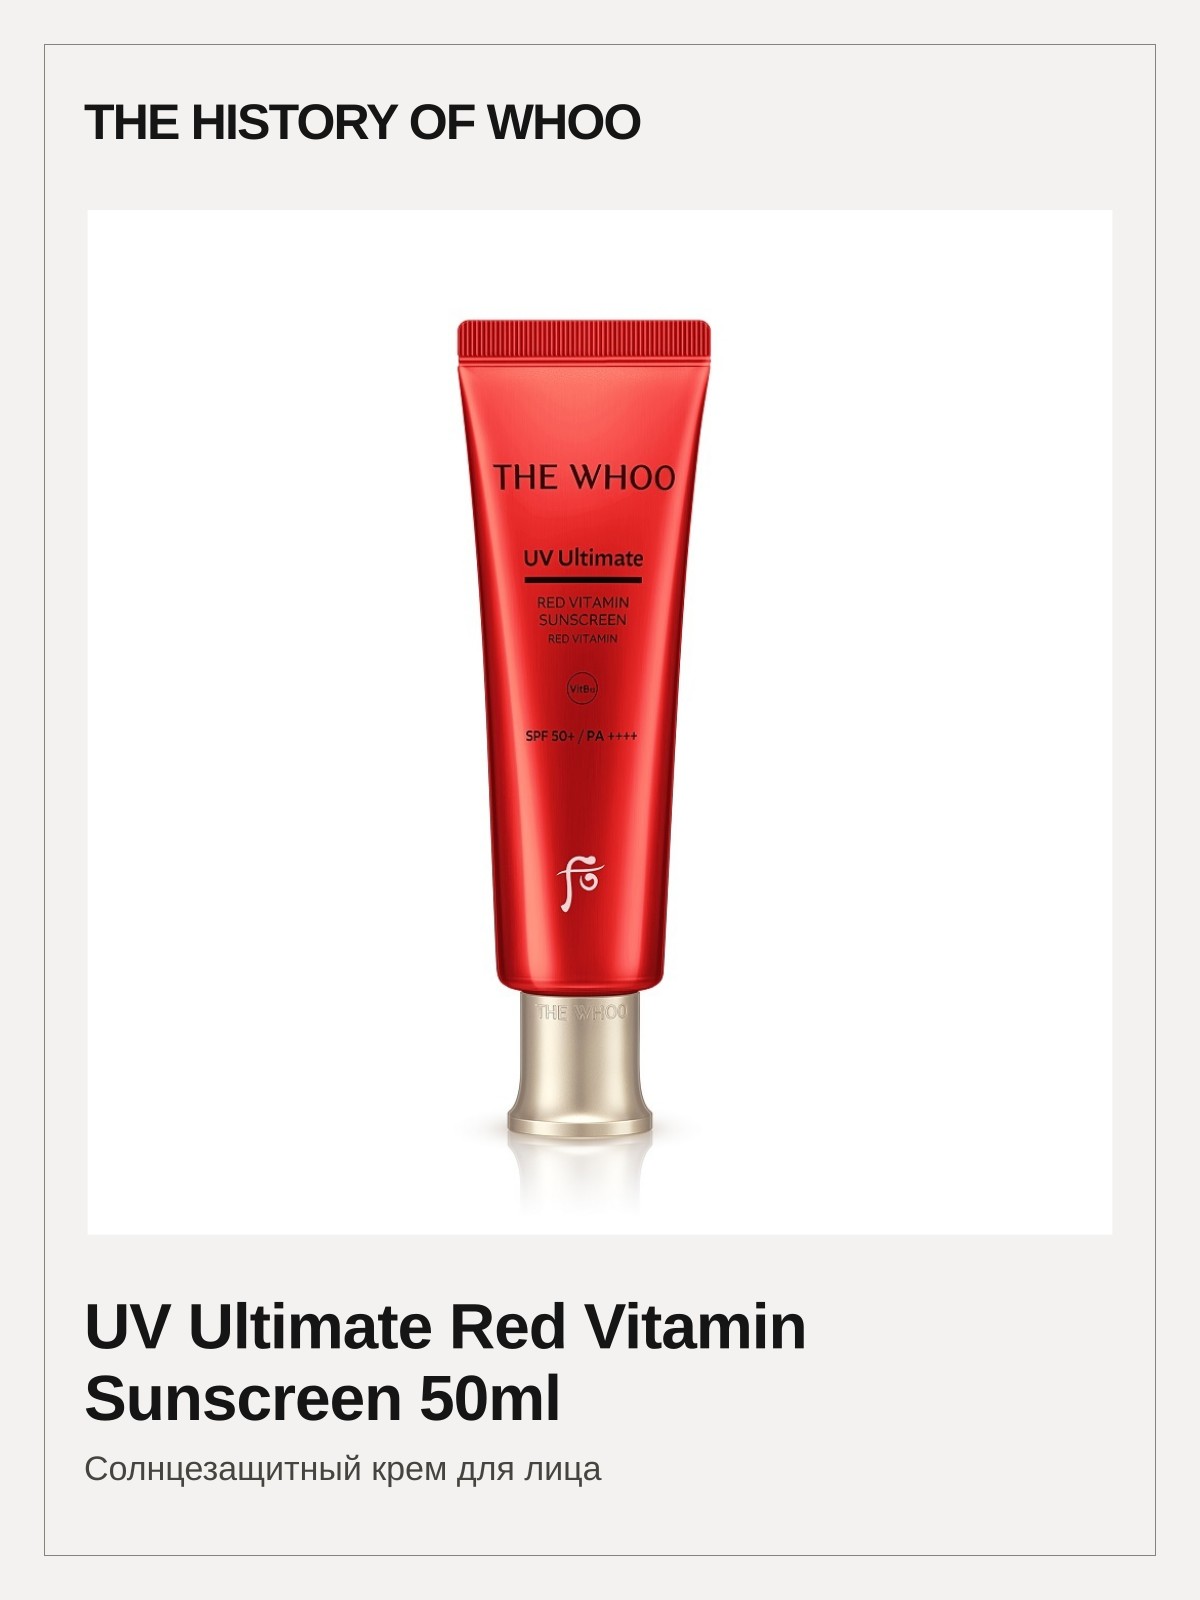 THE HISTORY OF WHOO
THE WHOO
UV Ultimate
RED VITAMIN
SUNSCREEN
RED VITAMIN
SPF 50+ / PA ++++
THE WHOO
UV Ultimate Red Vitamin
Sunscreen 50ml
Солнцезащитный крем для лица